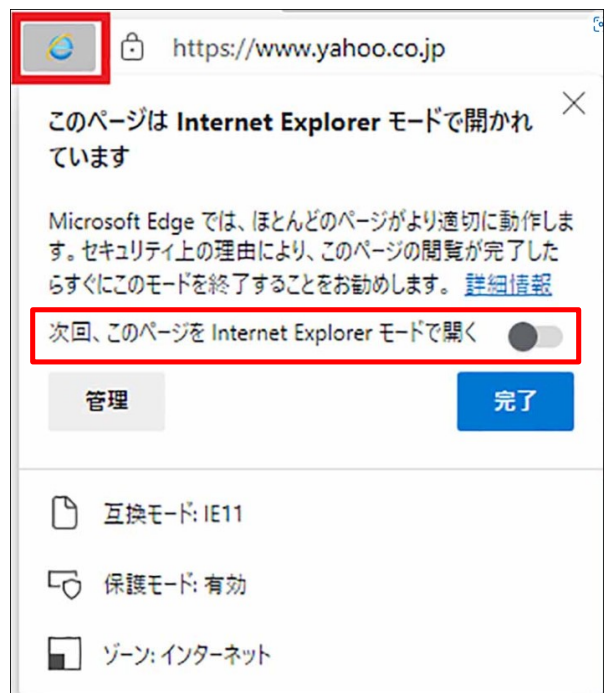 https://www.yahoo.co.jp
このページは Internet Explorer モードで開かれ
ています
Microsoft Edge では、ほとんどのページがより適切に動作しま
す。セキュリティ上の理由により、このページの閲覧が完了した
らすぐにこのモードを終了することをお勧めします。 詳細情報
次回、このページを Internet Explorer モードで開く
管理
完了
互換モード: IE11
保護モード: 有効
ゾーン: インターネット